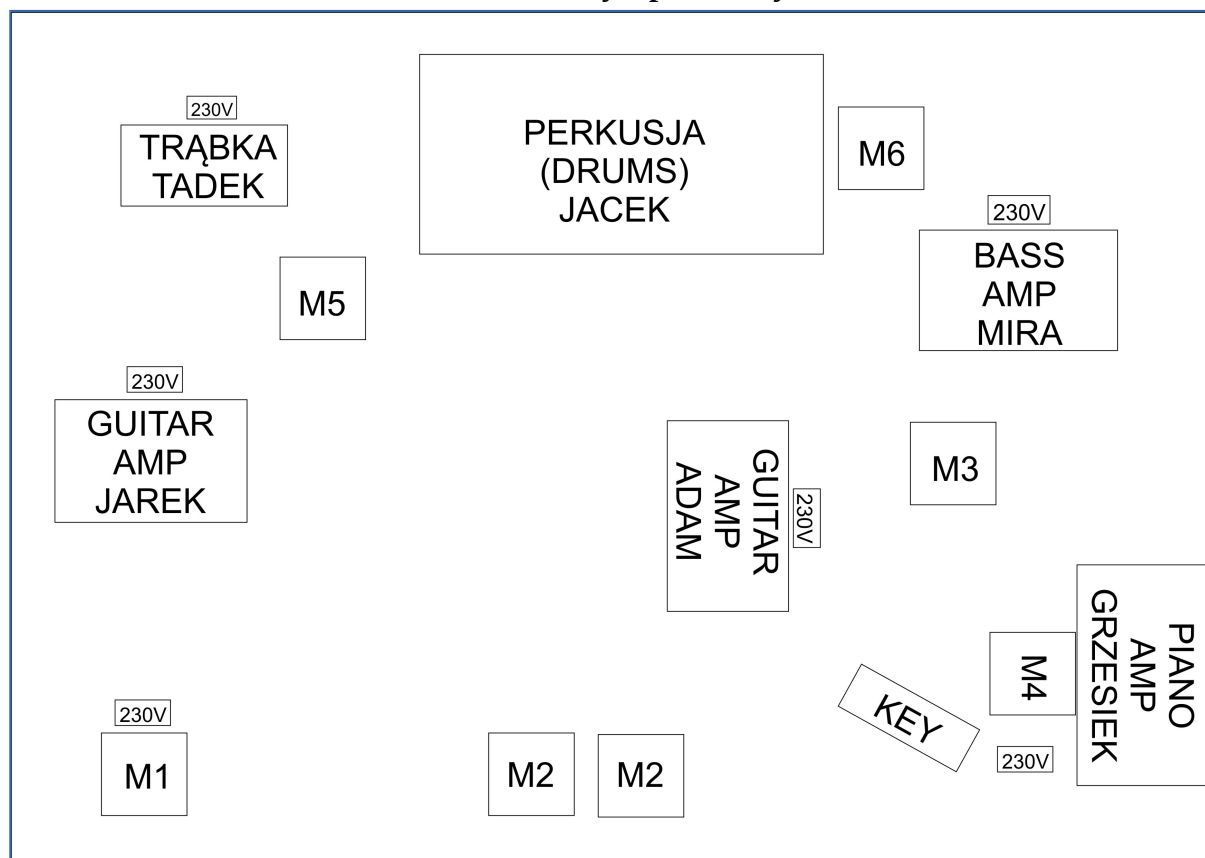 230V
TRĄBKA
TADEK
PERKUSJA
(DRUMS)
JACEK
M6
230V
BASS
AMP
MIRA
M5
230V
GUITAR
AMP
JAREK
GUITAR
AMP
ADAM
230V
M3
PIANO
AMP
GRZESIEK
M4
KEY
230V
230V
M1
M2
M2